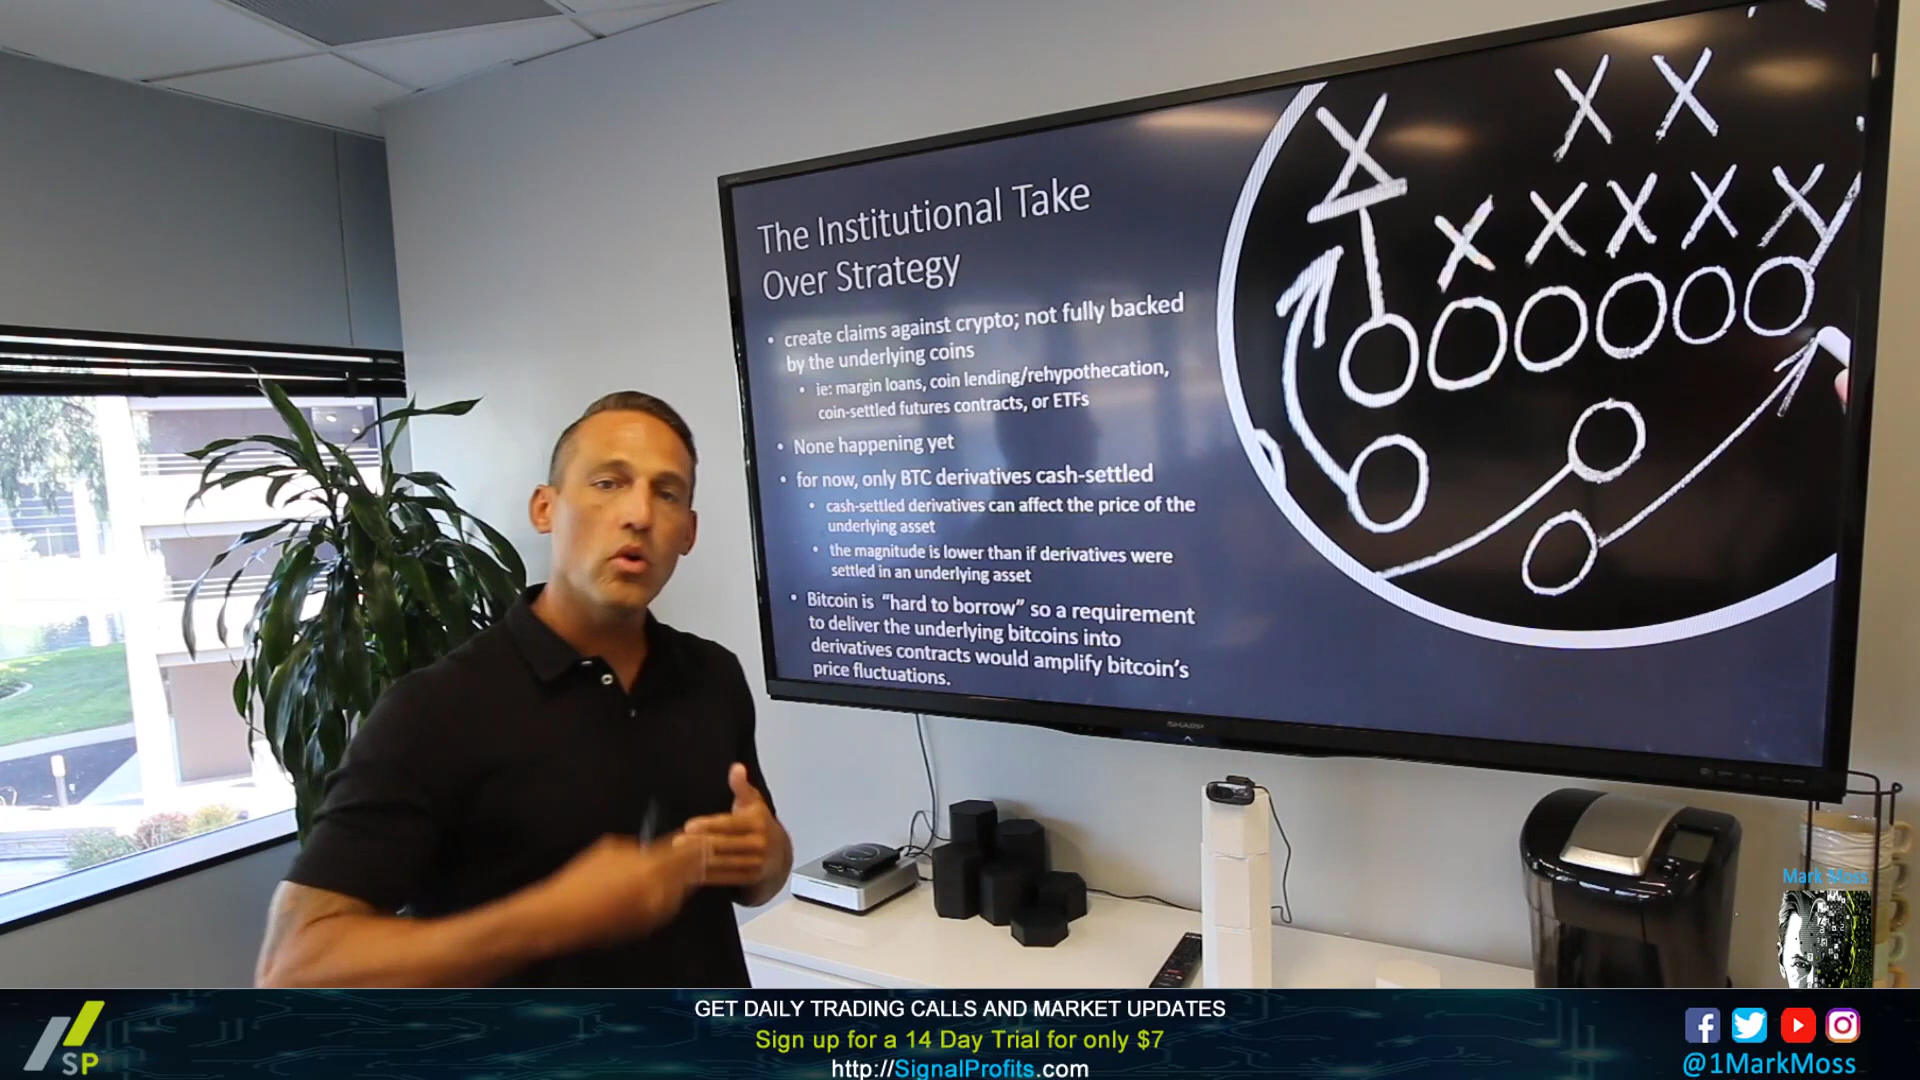 The Institutional Take
Over Strategy
• create claims against crypto; not fully backed
by the underlying coins
• ie: margin loans, coin lending/rehypothecation,
coin-settled futures contracts, or ETFs
• None happening yet
• for now, only BTC derivatives cash-settled
• cash-settled derivatives can affect the price of the
underlying asset
• the magnitude is lower than if derivatives were
settled in an underlying asset
• Bitcoin is "hard to borrow" so a requirement
to deliver the underlying bitcoins into
derivatives contracts would amplify bitcoin's
price fluctuations.
SHARP
Mark Moss
SP
GET DAILY TRADING CALLS AND MARKET UPDATES
Sign up for a 14 Day Trial for only $7
http://SignalProfits.com
@1MarkMoss